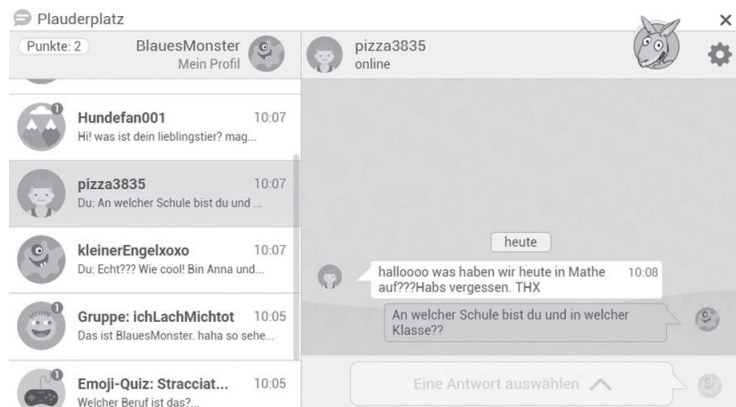 Plauderplatz
Punkte: 2
BlauesMonster
Mein Profil
pizza3835
online
1
Hundefan001 10:07
Hi! was ist dein lieblingstier? mag...
pizza3835 10:07
Du: An welcher Schule bist du und ...
kleinerEngelxoxo 10:07
Du: Echt??? Wie cool! Bin Anna und...
1
Gruppe: ichLachMichtot 10:05
Das ist BlauesMonster. haha so sehe...
1
Emoji-Quiz: Stracciat... 10:05
Welcher Beruf ist das?...
heute
halloooo was haben wir heute in Mathe 10:08
auf???Habs vergessen. THX
An welcher Schule bist du und in welcher
Klasse??
Eine Antwort auswählen